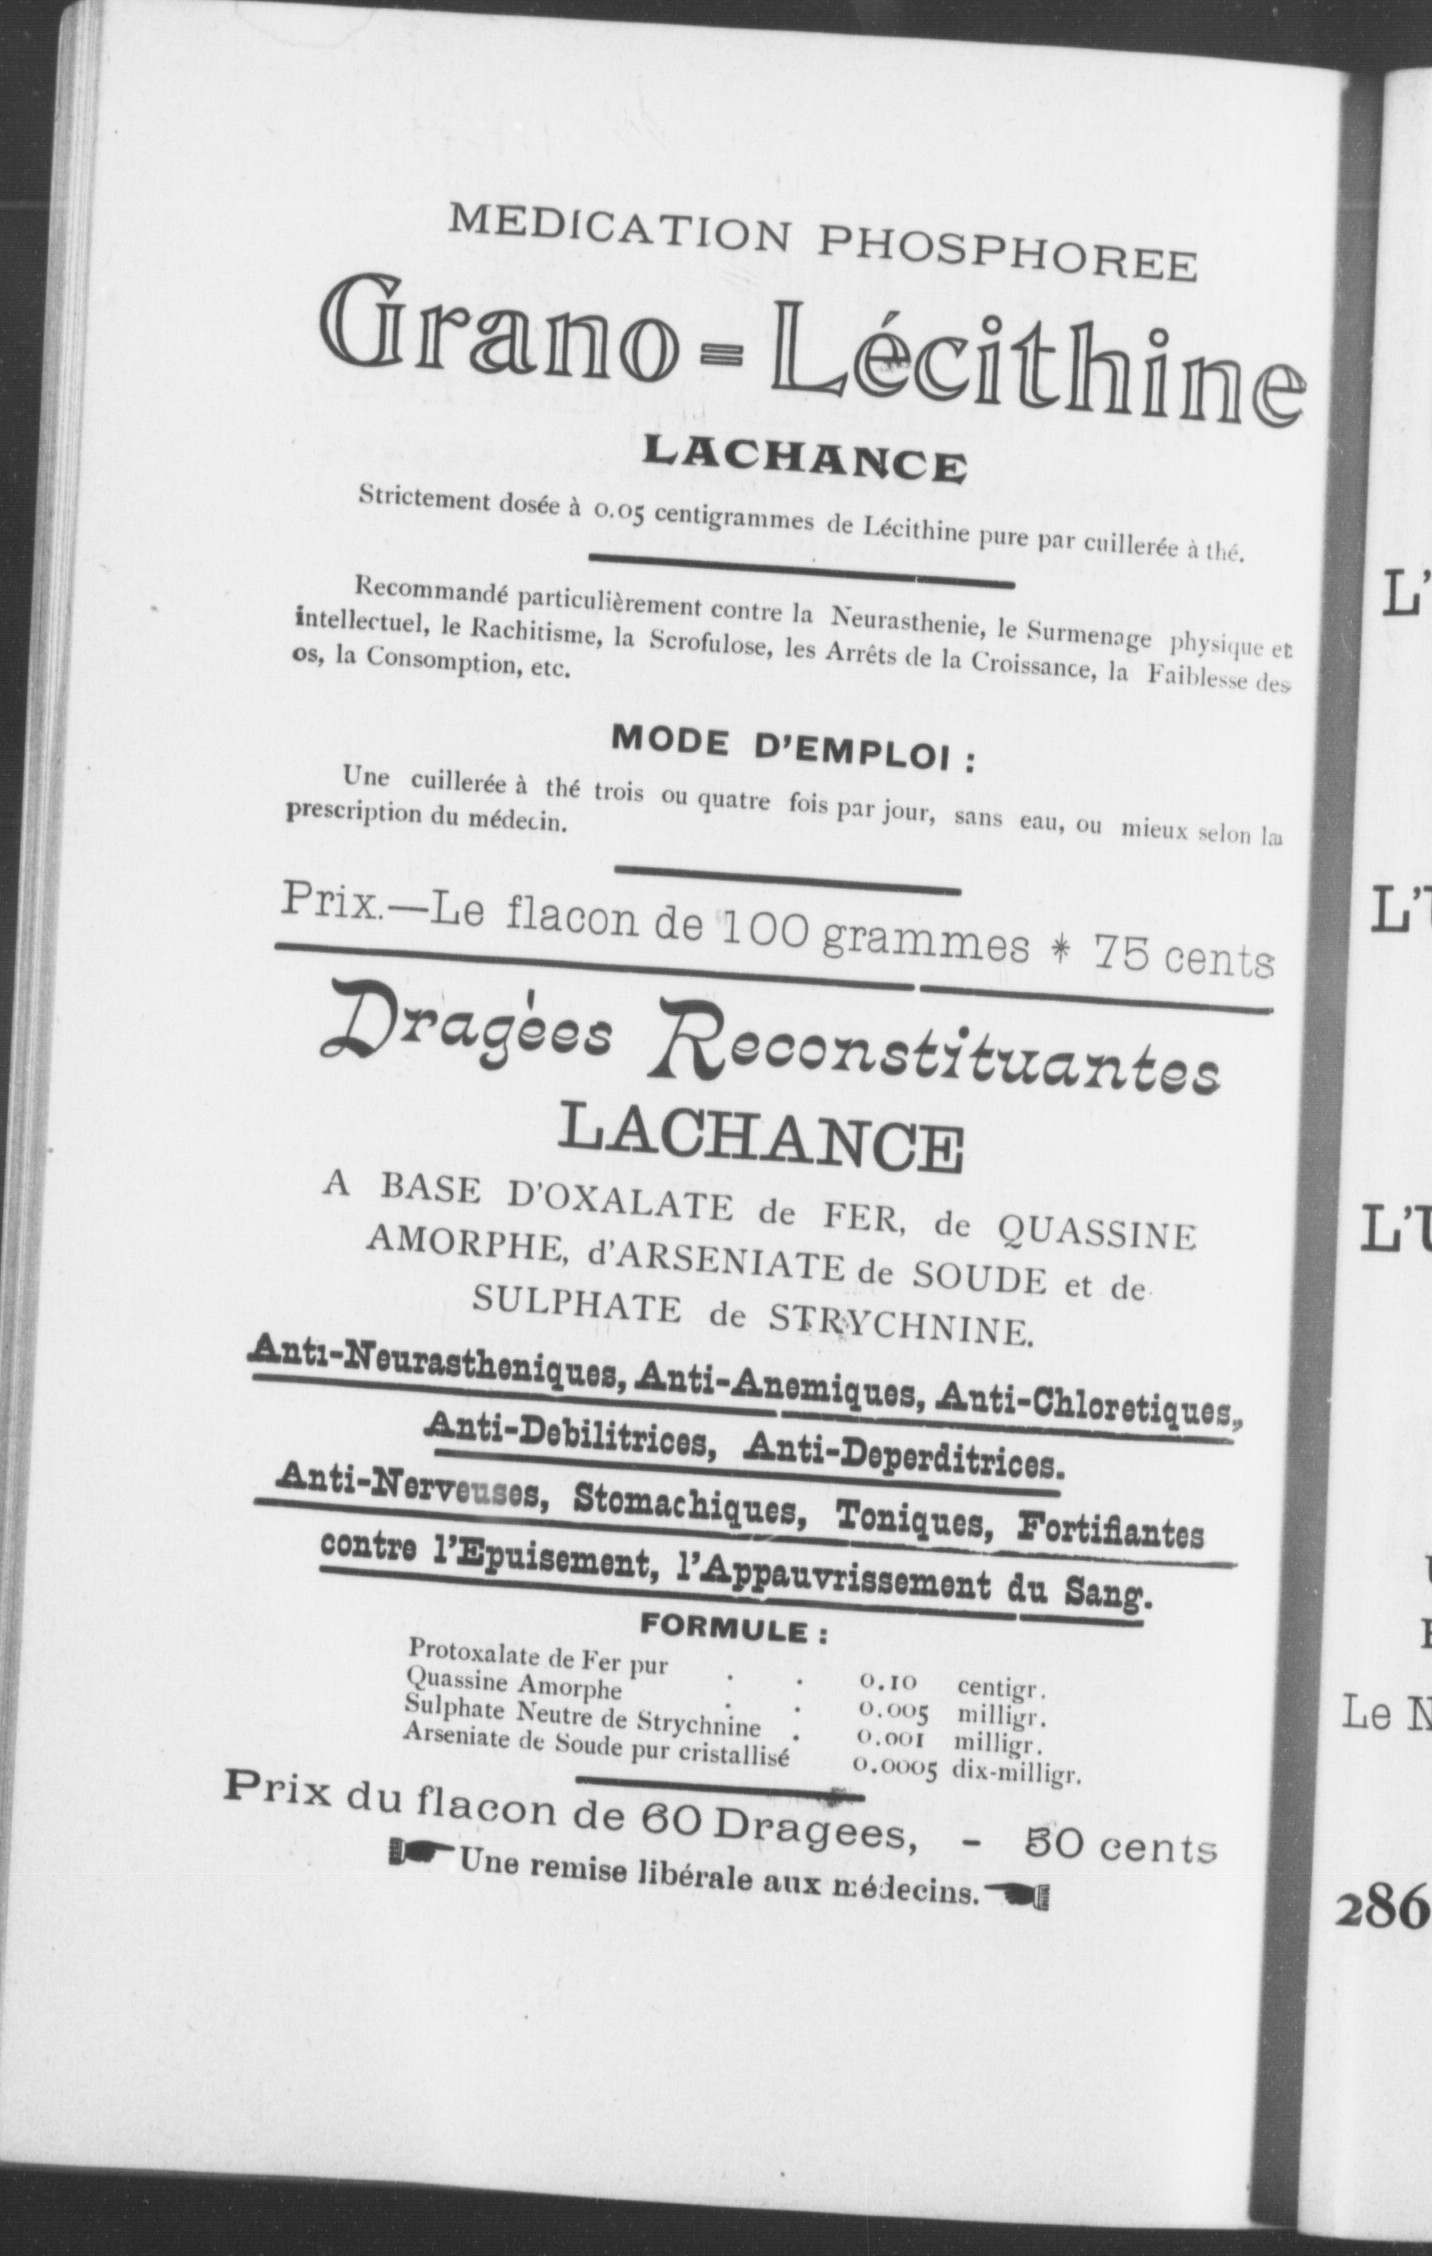 MEDICATION PHOSPHOREE
Grano=Lécithine
LACHANCE
Strictement dosée à 0.05 centigrammes de Lécithine pure par cuillerée à thé.
Recommandé particulièrement contre la Neurasthenie, le Surmenage physique et
intellectuel, le Rachitisme, la Scrofulose, les Arrêts de la Croissance, la Faiblesse des
os, la Consomption, etc.
MODE D'EMPLOI :
Une cuillerée à thé trois ou quatre fois par jour, sans eau, ou mieux selon la
prescription du médecin.
Prix.—Le flacon de 100 grammes * 75 cents
Dragées Reconstituantes
LACHANCE
A BASE D'OXALATE de FER, de QUASSINE
AMORPHE, d'ARSENIATE de SOUDE et de
SULPHATE de STRYCHNINE.
Anti-Neurastheniques, Anti-Anemiques, Anti-Chloretiques,
Anti-Debilitrices, Anti-Deperditrices.
Anti-Nerveuses, Stomachiques, Toniques, Fortifiantes
contre l'Epuisement, l'Appauvrissement du Sang.
FORMULE :
Protoxalate de Fer pur . . 0.10 centigr.
Quassine Amorphe . . 0.005 milligr.
Sulphate Neutre de Strychnine . 0.001 milligr.
Arseniate de Soude pur cristallisé 0.0005 dix-milligr.
Prix du flacon de 60 Dragees, - 50 cents
Une remise libérale aux médecins.
L'
L'
L'
Le
286